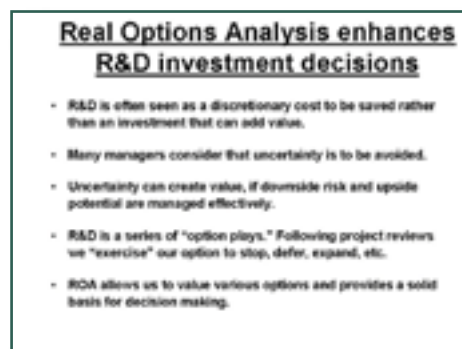 Real Options Analysis enhances
R&D investment decisions
• R&D is often seen as a discretionary cost to be saved rather
than an investment that can add value.
• Many managers consider that uncertainty is to be avoided.
• Uncertainty can create value, if downside risk and upside
potential are managed effectively.
• R&D is a series of "option plays." Following project reviews
we "exercise" our option to stop, defer, expand, etc.
• ROA allows us to value various options and provides a solid
basis for decision making.